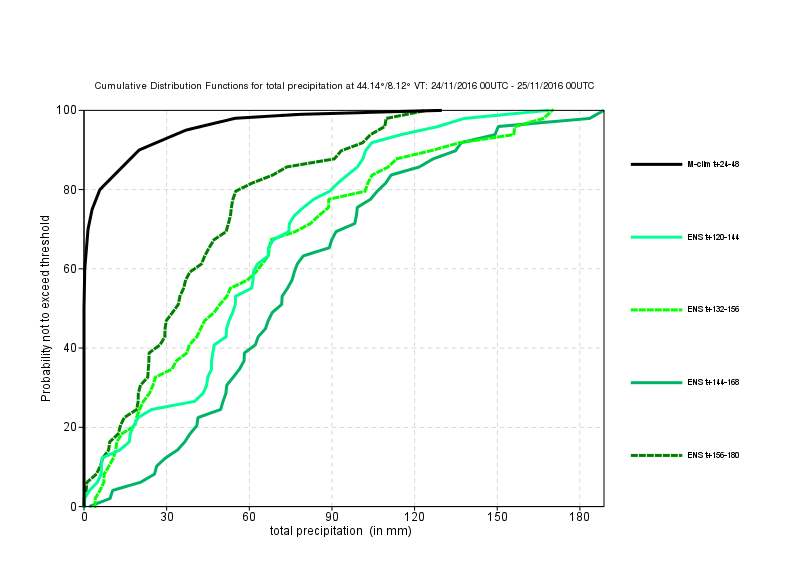 Cumulative Distribution Functions for total precipitation at 44.14°/8.12° VT: 24/11/2016 00UTC - 25/11/2016 00UTC
Probability not to exceed threshold
100
80
60
40
20
0
0 30 60 90 120 150 180
total precipitation (in mm)
M-clim t+24-48
ENS t+120-144
ENS t+132-156
ENS t+144-168
ENS t+156-180